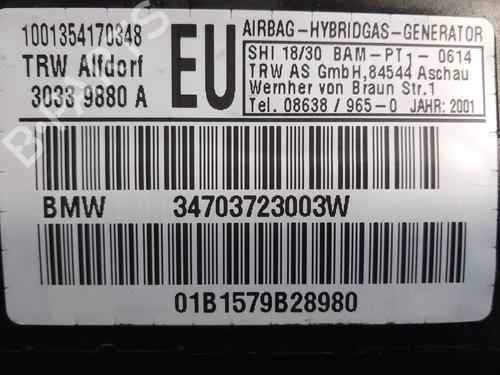 1001354170348
TRW Alfdorf
3033 9880 A
EU
AIRBAG-HYBRIDGAS-GENERATOR
SHI 18/30 BAM-PT1-0614
TRW AS GmbH,84544 Aschau
Wernher von Braun Str.1
Tel. 08638/965-0 JAHR:2001
BMW 34703723003W
01B1579B28980